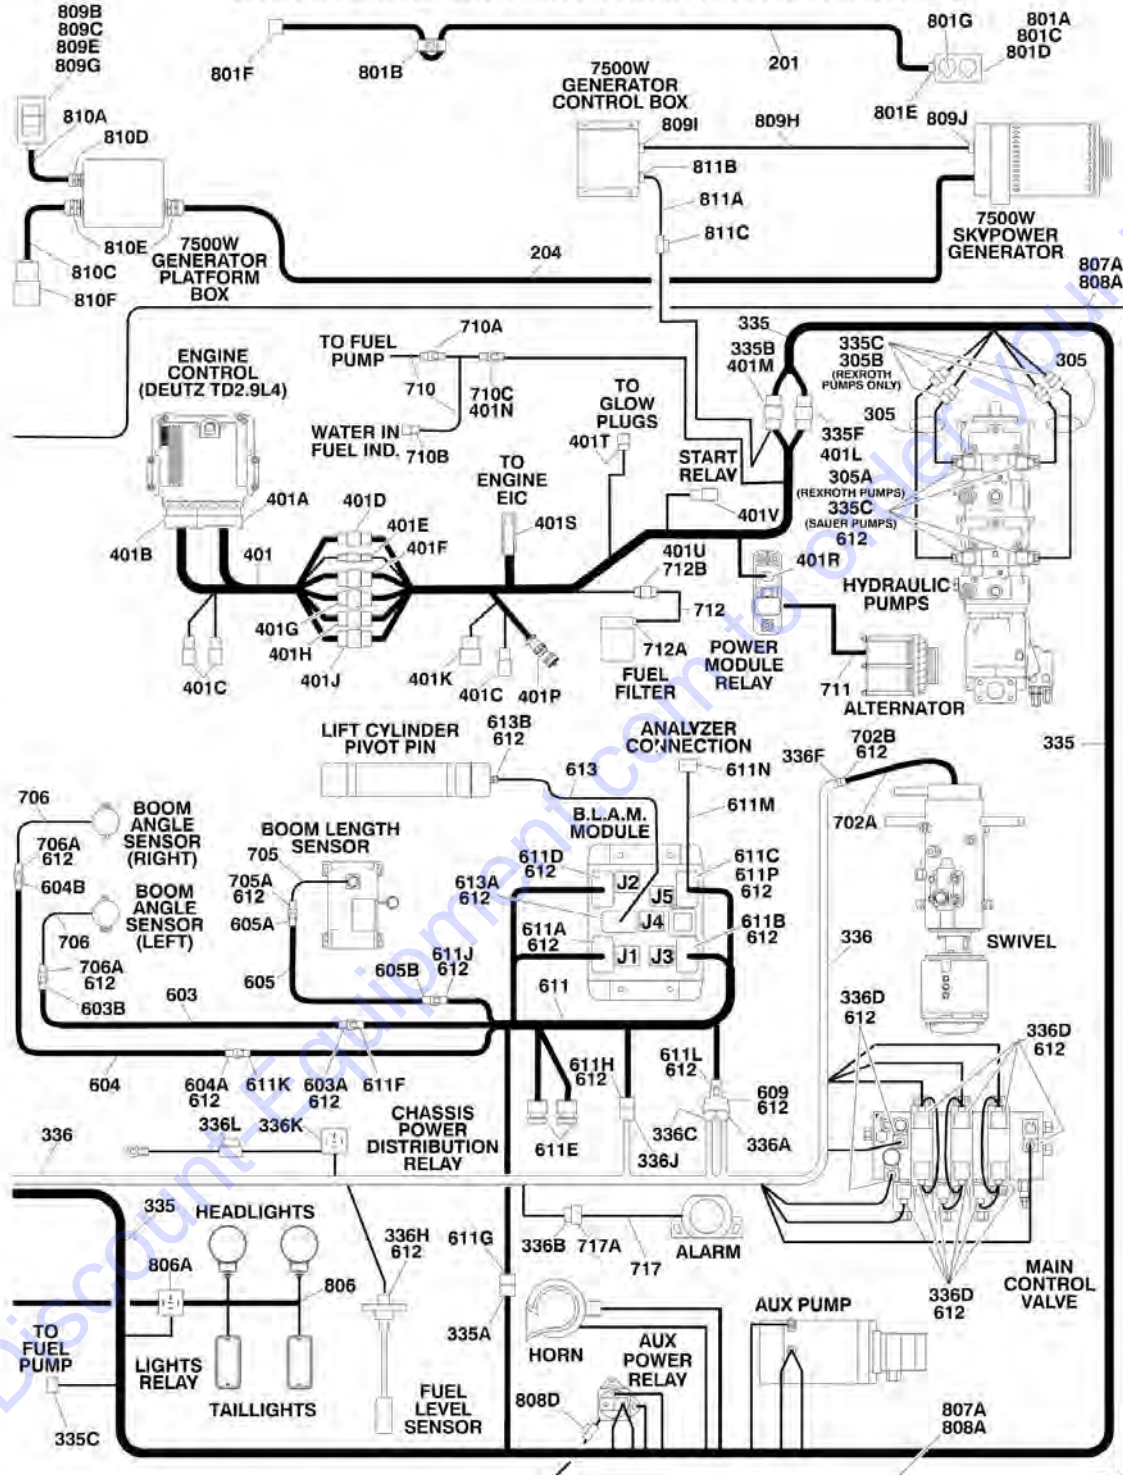 809B
809C
809E
809G
810A
810D
810E
810C
810F
7500W
GENERATOR
PLATFORM
BOX
801F
801B
201
801G
801A
801C
801D
801E
7500W
GENERATOR
CONTROL BOX
809I
809H
809J
811B
811A
811C
7500W
SKYPOWER
GENERATOR
204
807A
808A
TO FUEL
PUMP
710A
710
710C
401N
WATER IN
FUEL IND.
710B
ENGINE
CONTROL
(DEUTZ TD2.9L4)
401A
401B
401
401C
401D
401E
401F
401G
401H
401J
TO
ENGINE
EIC
401S
401K
401C
401P
TO
GLOW
PLUGS
401T
START
RELAY
401V
401U
712B
712
712A
FUEL
FILTER
335
335B
401M
335F
401L
401R
POWER
MODULE
RELAY
711
ALTERNATOR
335C
305B
(REXROTH
PUMPS ONLY)
305
305
305A
(REXROTH PUMPS)
335C
(SAUER PUMPS)
612
HYDRAULIC
PUMPS
335
LIFT CYLINDER
PIVOT PIN
613B
612
613
ANALYZER
CONNECTION
611N
611M
B.L.A.M.
MODULE
611D
612
613A
612
611A
612
J2
J5
J4
J1
J3
611C
611P
612
611B
612
336F
702B
612
702A
SWIVEL
706
BOOM
ANGLE
SENSOR
(RIGHT)
706A
612
604B
BOOM
ANGLE
SENSOR
(LEFT)
706
706A
612
603B
BOOM LENGTH
SENSOR
705
705A
612
605A
605
605B
611J
612
603
611
604
604A
612
611K
603A
612
611F
611H
612
611L
612
609
612
336C
336A
336J
611E
336
336D
612
336D
612
336D
612
MAIN
CONTROL
VALVE
336
336L
336K
CHASSIS
POWER
DISTRIBUTION
RELAY
335
HEADLIGHTS
806A
806
LIGHTS
RELAY
TAILLIGHTS
TO
FUEL
PUMP
335C
336H
612
FUEL
LEVEL
SENSOR
611G
335A
336B
717A
717
ALARM
HORN
AUX
POWER
RELAY
808D
AUX PUMP
807A
808A
Discount-Equipment.com to order your